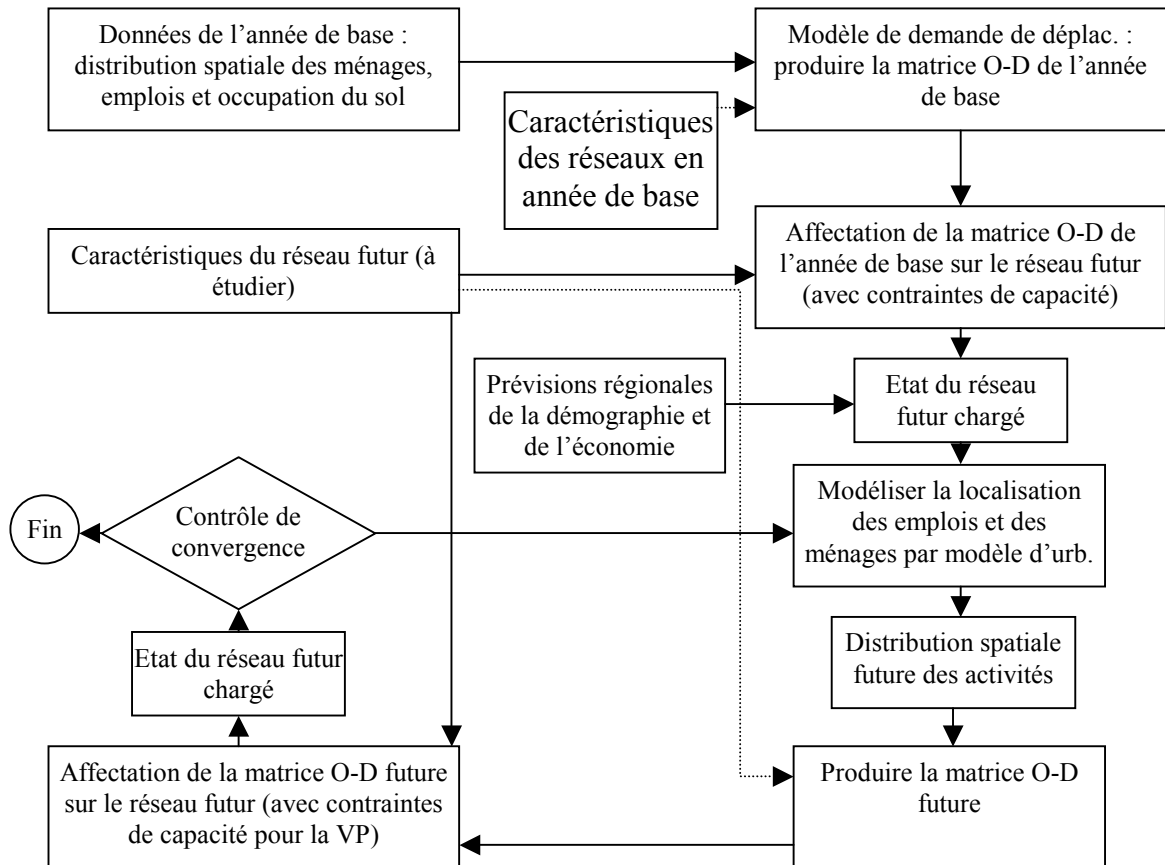 Données de l’année de base :
distribution spatiale des ménages,
emplois et occupation du sol
Modèle de demande de déplac. :
produire la matrice O-D de l’année
de base
Caractéristiques
des réseaux en
année de base
Caractéristiques du réseau futur (à
étudier)
Affectation de la matrice O-D de
l’année de base sur le réseau futur
(avec contraintes de capacité)
Prévisions régionales
de la démographie et
de l’économie
Etat du réseau
futur chargé
Fin
Contrôle de
convergence
Modéliser la localisation
des emplois et des
ménages par modèle d’urb.
Etat du réseau futur
chargé
Distribution spatiale
future des activités
Affectation de la matrice O-D future
sur le réseau futur (avec contraintes
de capacité pour la VP)
Produire la matrice O-D
future